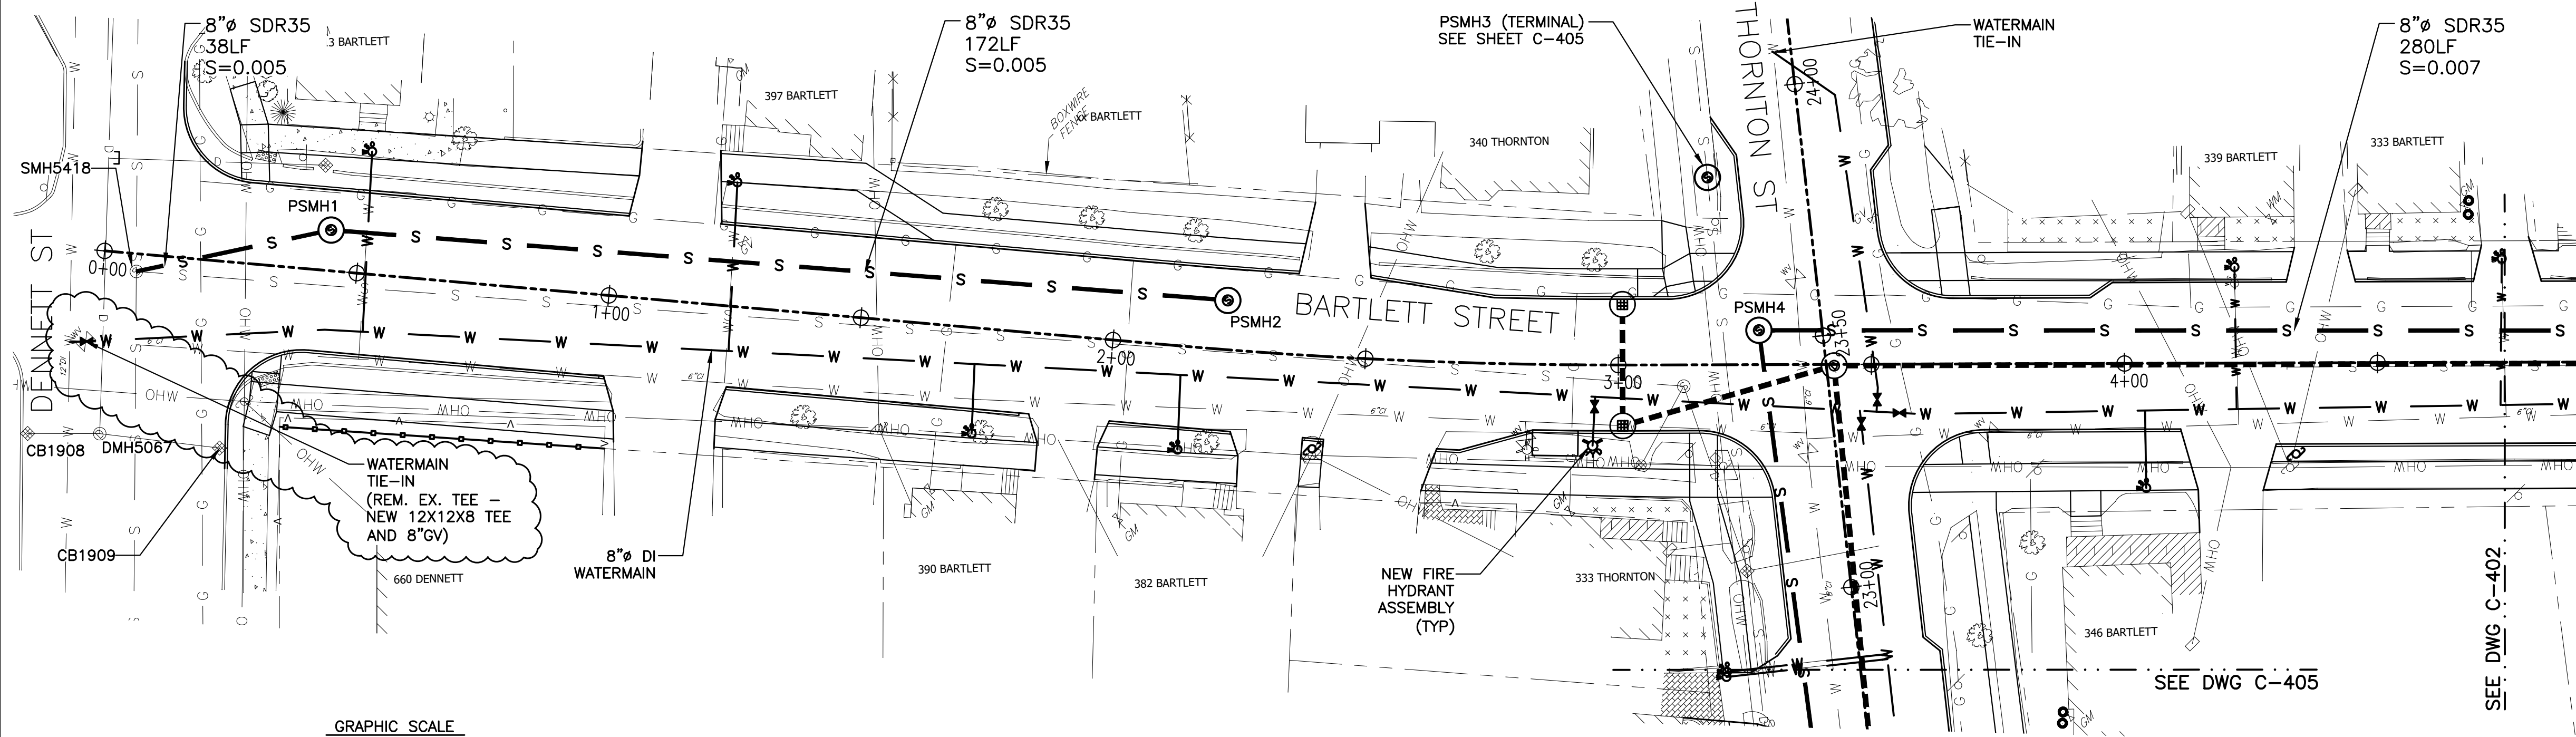 8"ø SDR35
38LF
S=0.005
3 BARTLETT
8"ø SDR35
172LF
S=0.005
397 BARTLETT
BOXWIRE
FENCE
BARTLETT
PSMH3 (TERMINAL)
SEE SHEET C-405
340 THORNTON
THORNTON ST
WATERMAIN
TIE-IN
24+00
8"ø SDR35
280LF
S=0.007
339 BARTLETT
333 BARTLETT
SMH5418
PSMH1
0+00
DENNETT ST
1+00
PSMH2
BARTLETT STREET
2+00
3+00
PSMH4
23+50
4+00
12"CI
6"CI
CB1908
DMH5067
WATERMAIN
TIE-IN
(REM. EX. TEE -
NEW 12X12X8 TEE
AND 8"GV)
CB1909
660 DENNETT
8"ø DI
WATERMAIN
390 BARTLETT
382 BARTLETT
NEW FIRE
HYDRANT
ASSEMBLY
(TYP)
333 THORNTON
23+00
346 BARTLETT
SEE DWG C-405
SEE DWG C-402
GRAPHIC SCALE